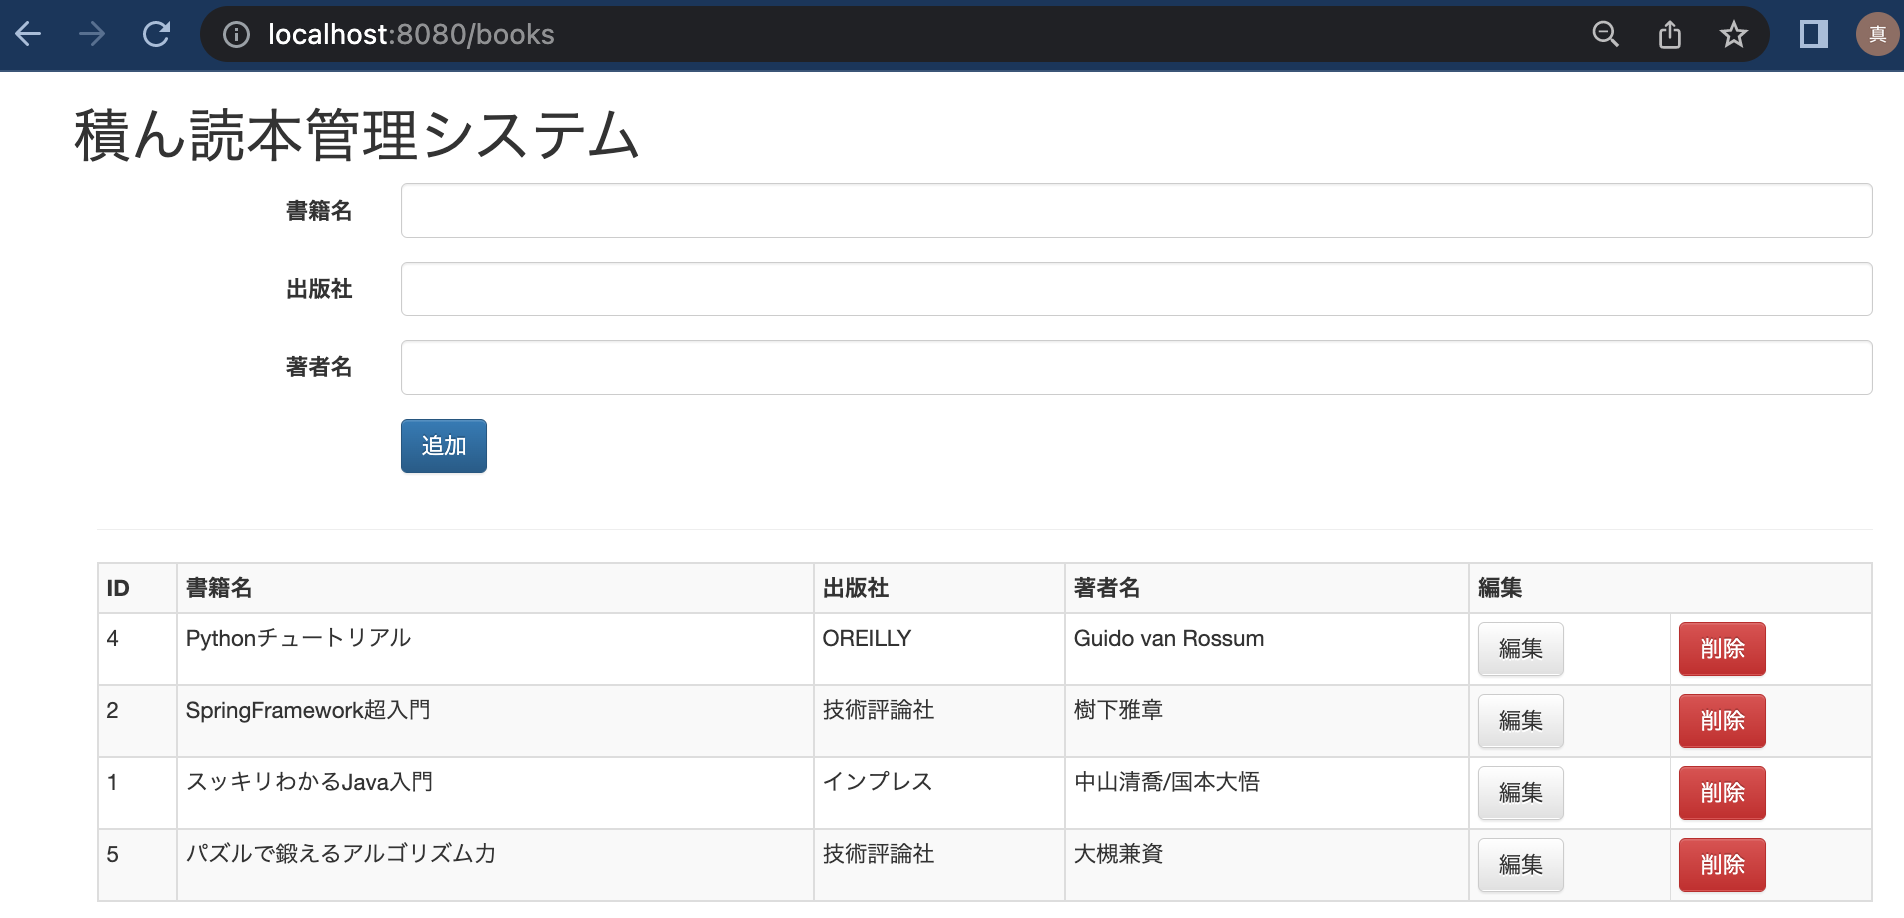 localhost:8080/books
真
積ん読本管理システム
書籍名
出版社
著者名
追加
ID 書籍名 出版社 著者名 編集
4 Pythonチュートリアル OREILLY Guido van Rossum 編集 削除
2 SpringFramework超入門 技術評論社 樹下雅章 編集 削除
1 スッキリわかるJava入門 インプレス 中山清喬/国本大悟 編集 削除
5 パズルで鍛えるアルゴリズム力 技術評論社 大槻兼資 編集 削除